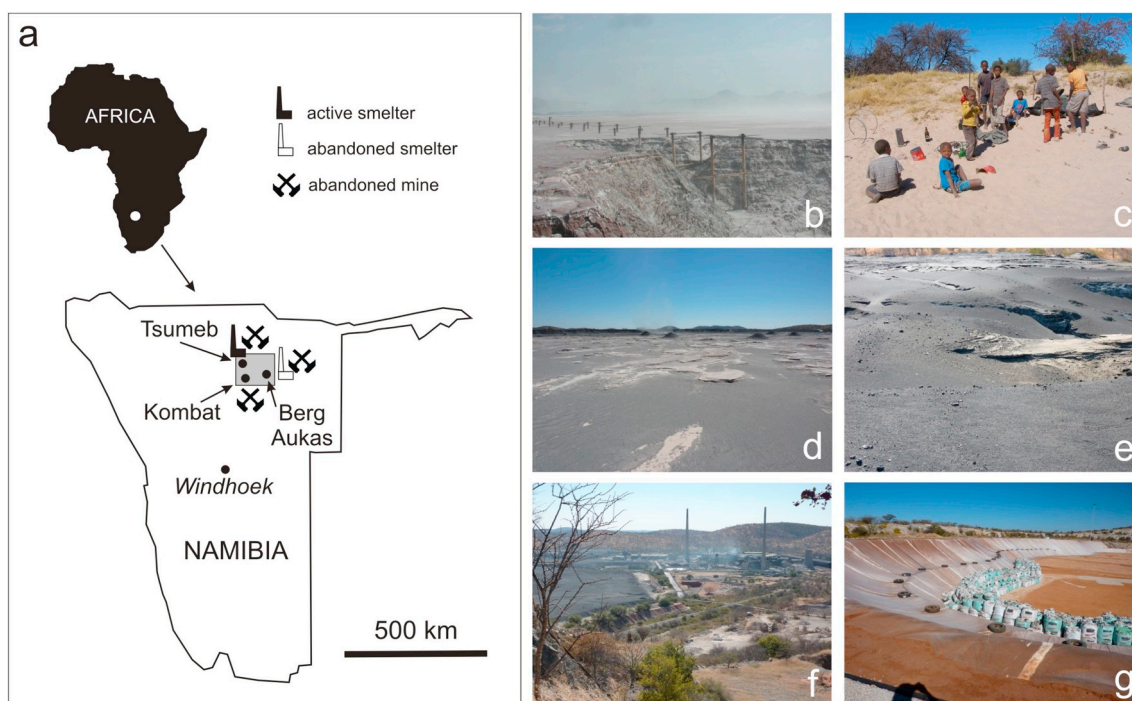 a
AFRICA
active smelter
abandoned smelter
abandoned mine
Tsumeb
Kombat
Berg
Aukas
Windhoek
NAMIBIA
500 km
b
c
d
e
f
g